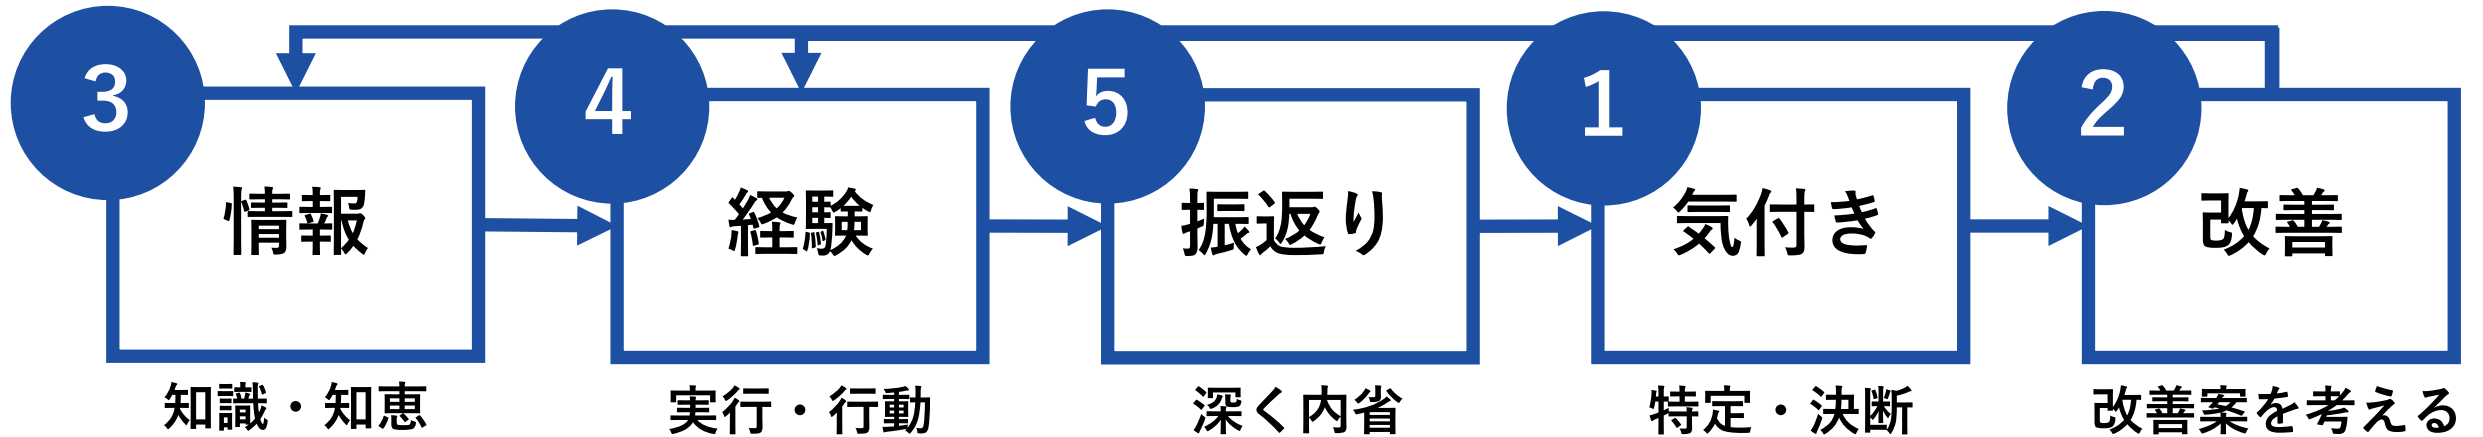 3
情報
知識・知恵
4
経験
実行・行動
5
振返り
深く内省
1
気付き
特定・決断
2
改善
改善案を考える